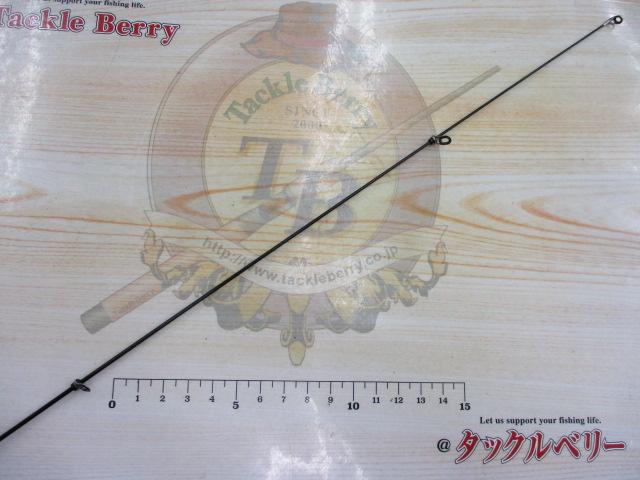 us support your fishing life.
Tackle Berry
Tackle Berry
SINCE
2000
TB
http://www.tackleberry.co.jp
0 1 2 3 4 5 6 7 8 9 10 11 12 13 14 15
Let us support your fishing life.
@タックルベリー